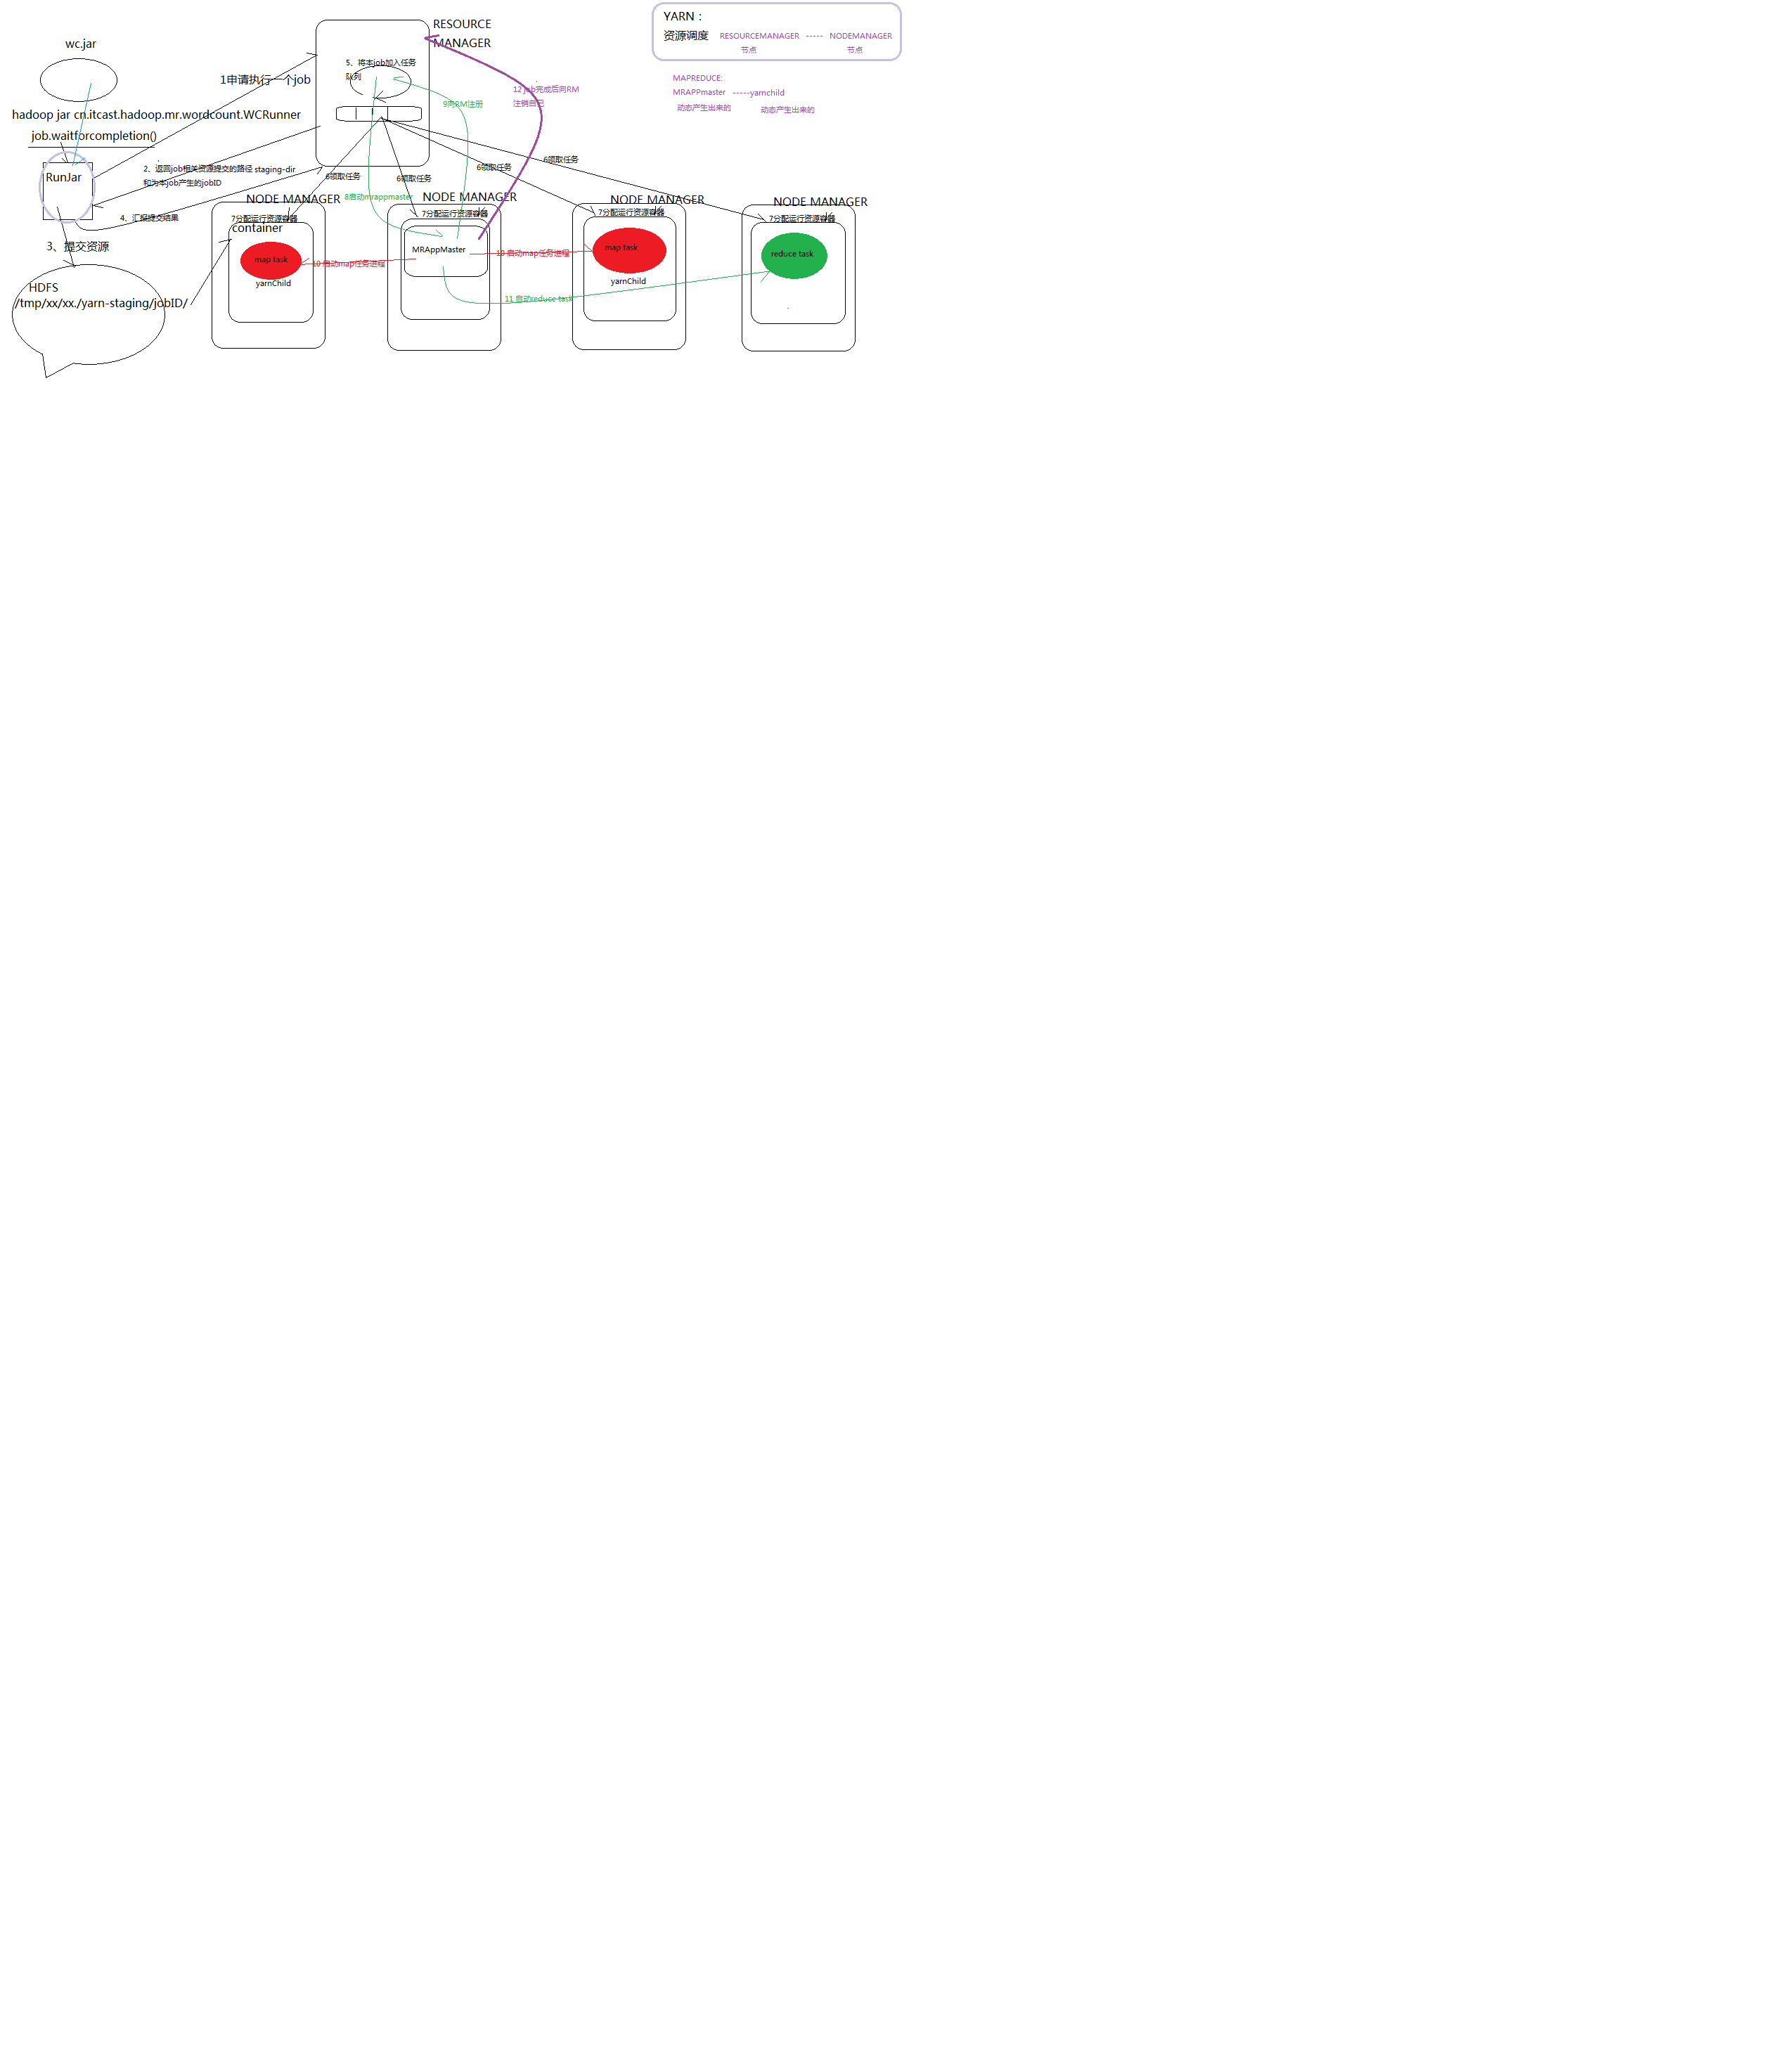 RESOURCE
MANAGER
YARN：
资源调度 RESOURCEMANAGER ----- NODEMANAGER
节点 节点
wc.jar
5、将本job加入任务
队列
1申请执行一个job
MAPREDUCE:
MRAPPmaster -----yarnchild
动态产生出来的 动态产生出来的
12 job完成后向RM
注销自己
9向RM注册
hadoop jar cn.itcast.hadoop.mr.wordcount.WCRunner
job.waitforcompletion()
RunJar
2、返回job相关资源提交的路径 staging-dir
和为本job产生的jobID
6领取任务
6领取任务
6领取任务
6领取任务
8启动mrappmaster
4、汇报提交结果
3、提交资源
HDFS
/tmp/xx/xx./yarn-staging/jobID/
NODE MANAGER
7分配运行资源容器
container
map task
yarnChild
10 启动map任务进程
NODE MANAGER
7分配运行资源容器
MRAppMaster
10 启动map任务进程
11 启动reduce task
NODE MANAGER
7分配运行资源容器
map task
yarnChild
NODE MANAGER
7分配运行资源容器
reduce task